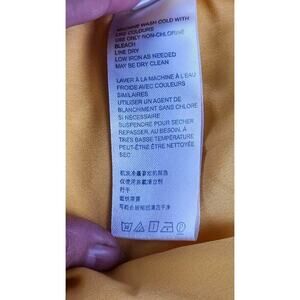 MACHINE WASH COLD WITH
LIKE COLOURS
USE ONLY NON-CHLORINE
BLEACH
LINE DRY
LOW IRON AS NEEDED
MAY BE DRY CLEAN
LAVER À LA MACHINE À L'EAU
FROIDE AVEC COULEURS
SIMILAIRES
UTILISER UN AGENT DE
BLANCHIMENT SANS CHLORE
SI NÉCESSAIRE
SUSPENDRE POUR SÉCHER
REPASSER, AU BESOIN, À
TRÈS BASSE TEMPÉRATURE
PEUT-ÊTRE ÊTRE NETTOYÉE
SEC